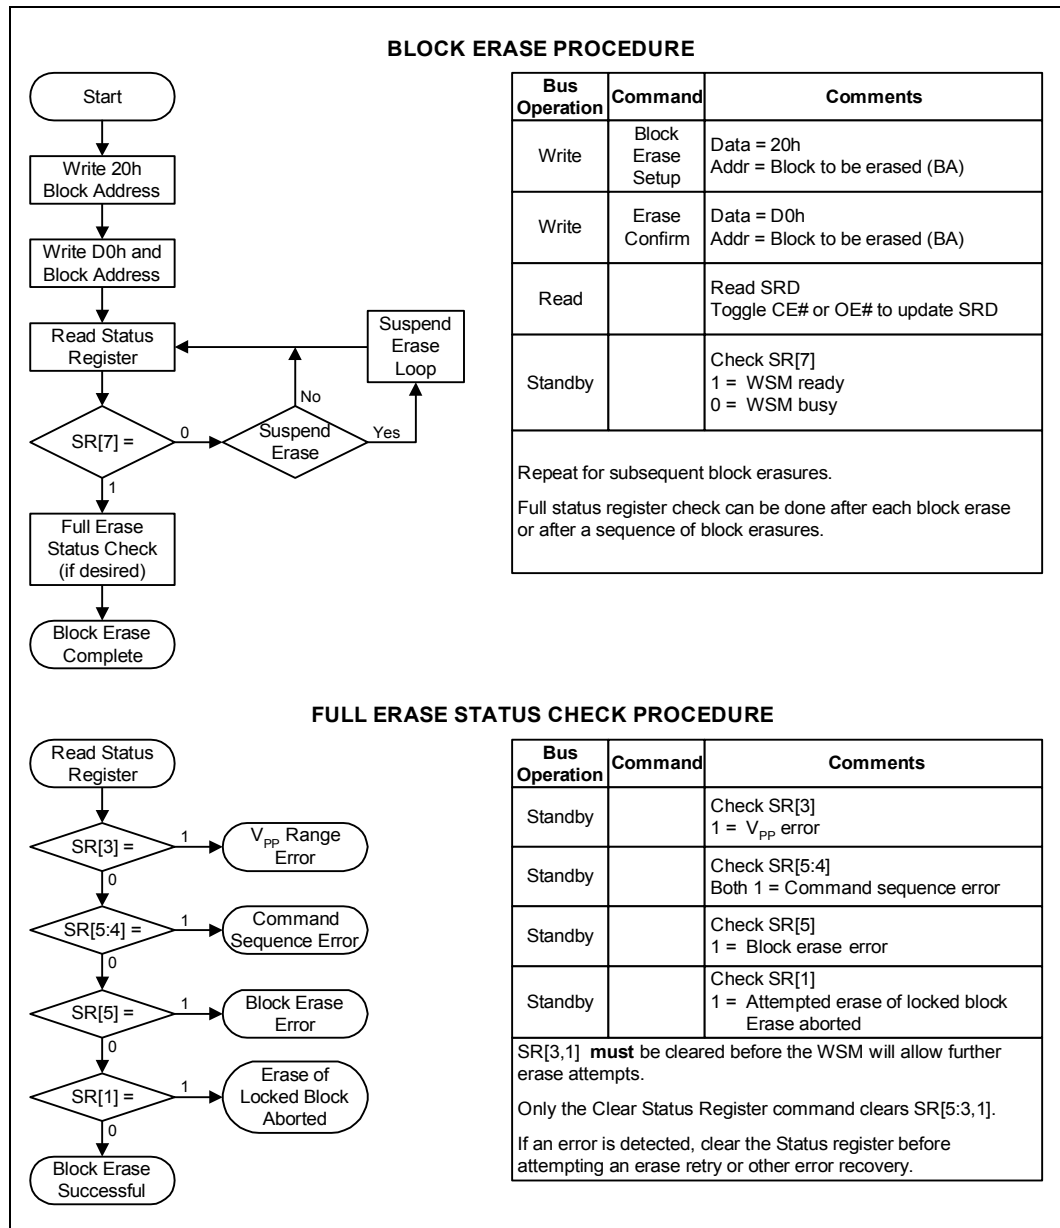 BLOCK ERASE PROCEDURE
Start
Write 20h
Block Address
Write D0h and
Block Address
Read Status
Register
Suspend
Erase
Loop
No
SR[7] =
0
Suspend
Erase
Yes
1
Full Erase
Status Check
(if desired)
Block Erase
Complete
Bus
Operation
Command
Comments
Write
Block
Erase
Setup
Data = 20h
Addr = Block to be erased (BA)
Write
Erase
Confirm
Data = D0h
Addr = Block to be erased (BA)
Read
Read SRD
Toggle CE# or OE# to update SRD
Standby
Check SR[7]
1 = WSM ready
0 = WSM busy
Repeat for subsequent block erasures.
Full status register check can be done after each block erase
or after a sequence of block erasures.
FULL ERASE STATUS CHECK PROCEDURE
Read Status
Register
SR[3] =
1
VPP Range
Error
0
SR[5:4] =
1
Command
Sequence Error
0
SR[5] =
1
Block Erase
Error
0
SR[1] =
1
Erase of
Locked Block
Aborted
0
Block Erase
Successful
Bus
Operation
Command
Comments
Standby
Check SR[3]
1 = VPP error
Standby
Check SR[5:4]
Both 1 = Command sequence error
Standby
Check SR[5]
1 = Block erase error
Standby
Check SR[1]
1 = Attempted erase of locked block
Erase aborted
SR[3,1] must be cleared before the WSM will allow further
erase attempts.
Only the Clear Status Register command clears SR[5:3,1].
If an error is detected, clear the Status register before
attempting an erase retry or other error recovery.